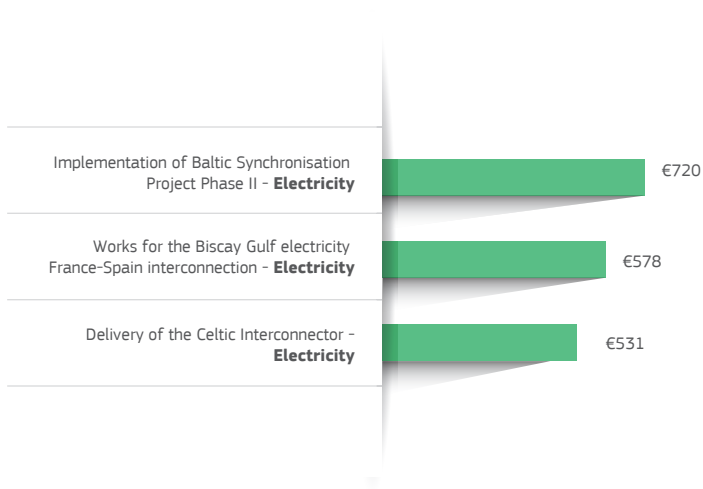 Implementation of Baltic Synchronisation
Project Phase II - Electricity
€720
Works for the Biscay Gulf electricity
France-Spain interconnection - Electricity
€578
Delivery of the Celtic Interconnector -
Electricity
€531